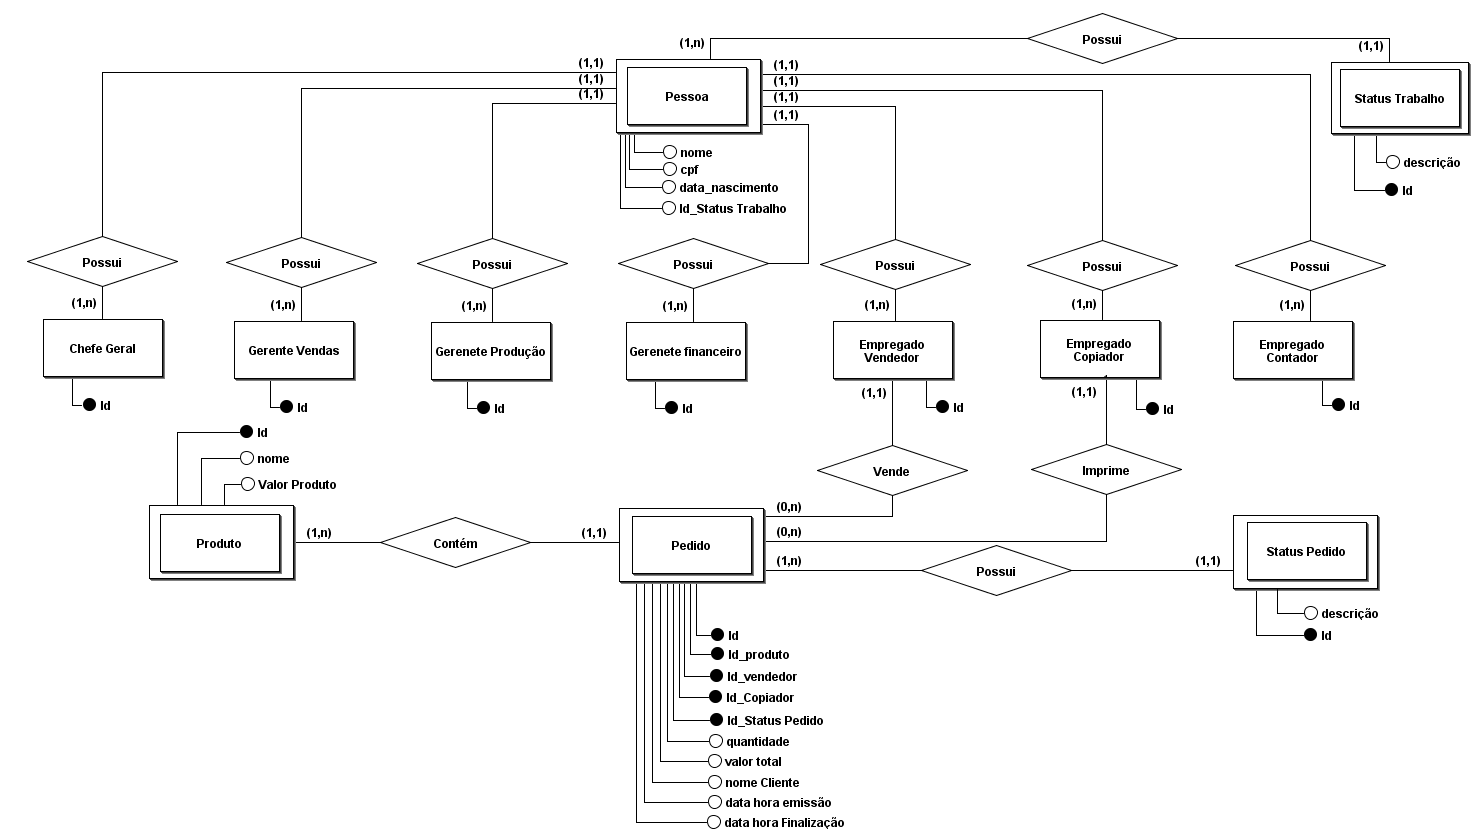 Possui
(1,n)
(1,1)
(1,1)
(1,1)
(1,1)
Pessoa
(1,1)
(1,1)
(1,1)
(1,1)
Status Trabalho
nome
cpf
data_nascimento
Id_Status Trabalho
descrição
Id
Possui
Possui
Possui
Possui
Possui
Possui
Possui
(1,n)
(1,n)
(1,n)
(1,n)
(1,n)
(1,n)
(1,n)
Chefe Geral
Gerente Vendas
Gerenete Produção
Gerenete financeiro
Empregado
Vendedor
Empregado
Copiador
Empregado
Contador
Id
Id
Id
Id
(1,1)
Id
(1,1)
Id
Id
Id
nome
Valor Produto
Vende
Imprime
Produto
(1,n)
Contém
(1,1)
Pedido
(0,n)
(0,n)
(1,n)
Possui
(1,1)
Status Pedido
descrição
Id
Id
Id_produto
Id_vendedor
Id_Copiador
Id_Status Pedido
quantidade
valor total
nome Cliente
data hora emissão
data hora Finalização